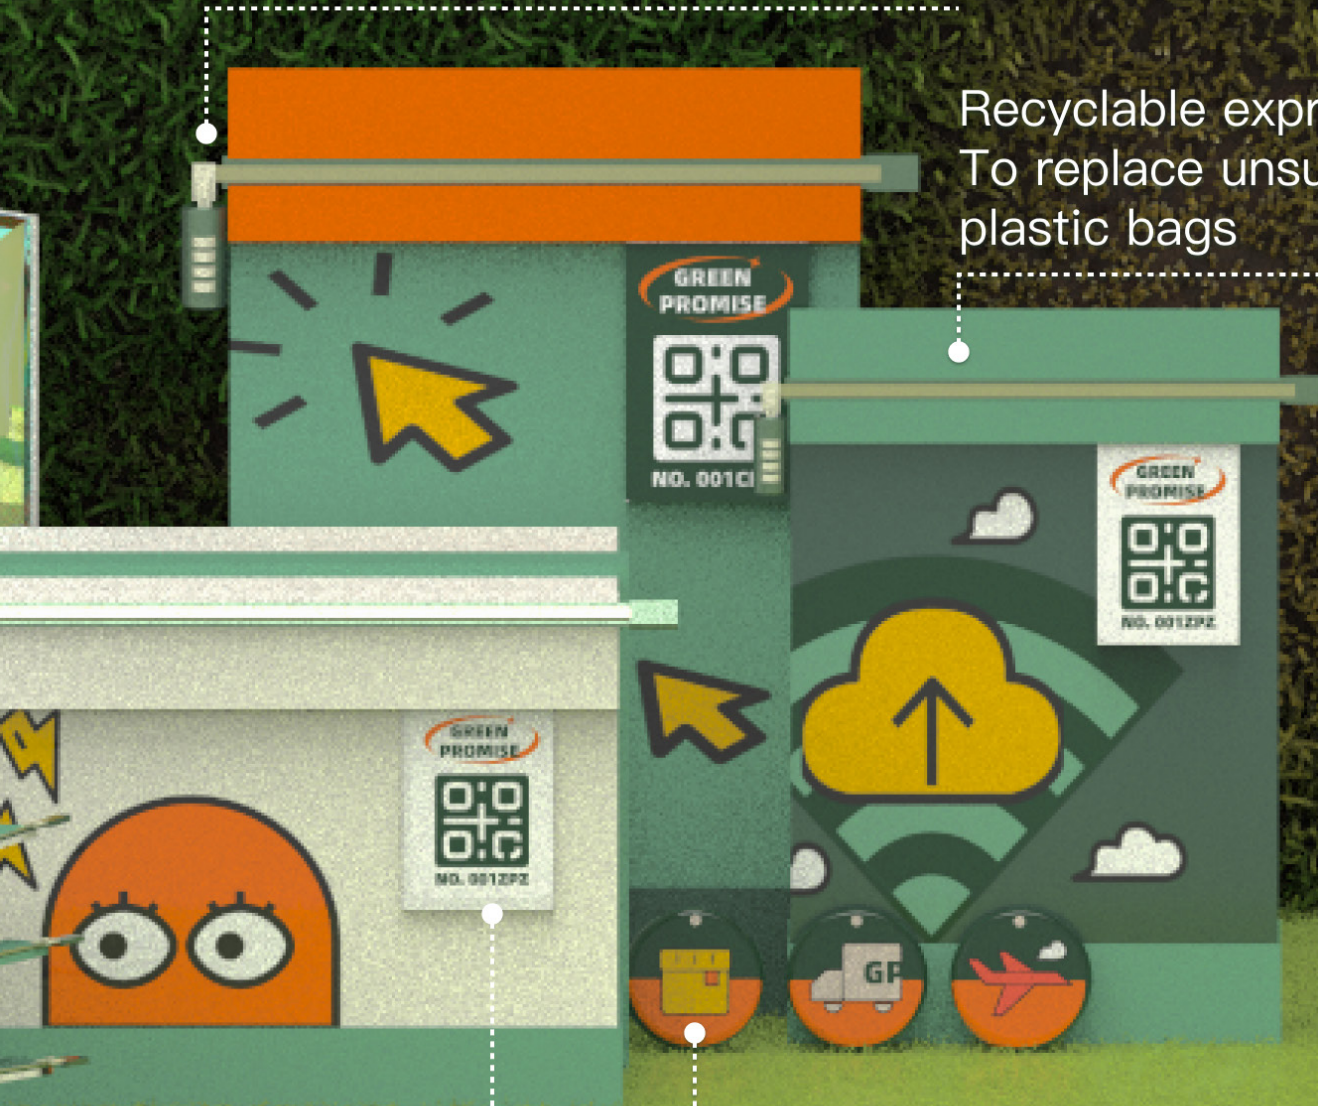 Recyclable expr
To replace unsu
plastic bags
GREEN
PROMISE
NO. 001C
GREEN
PROMISE
NO. 001ZPZ
GREEN
PROMISE
NO. 001ZPZ
GP